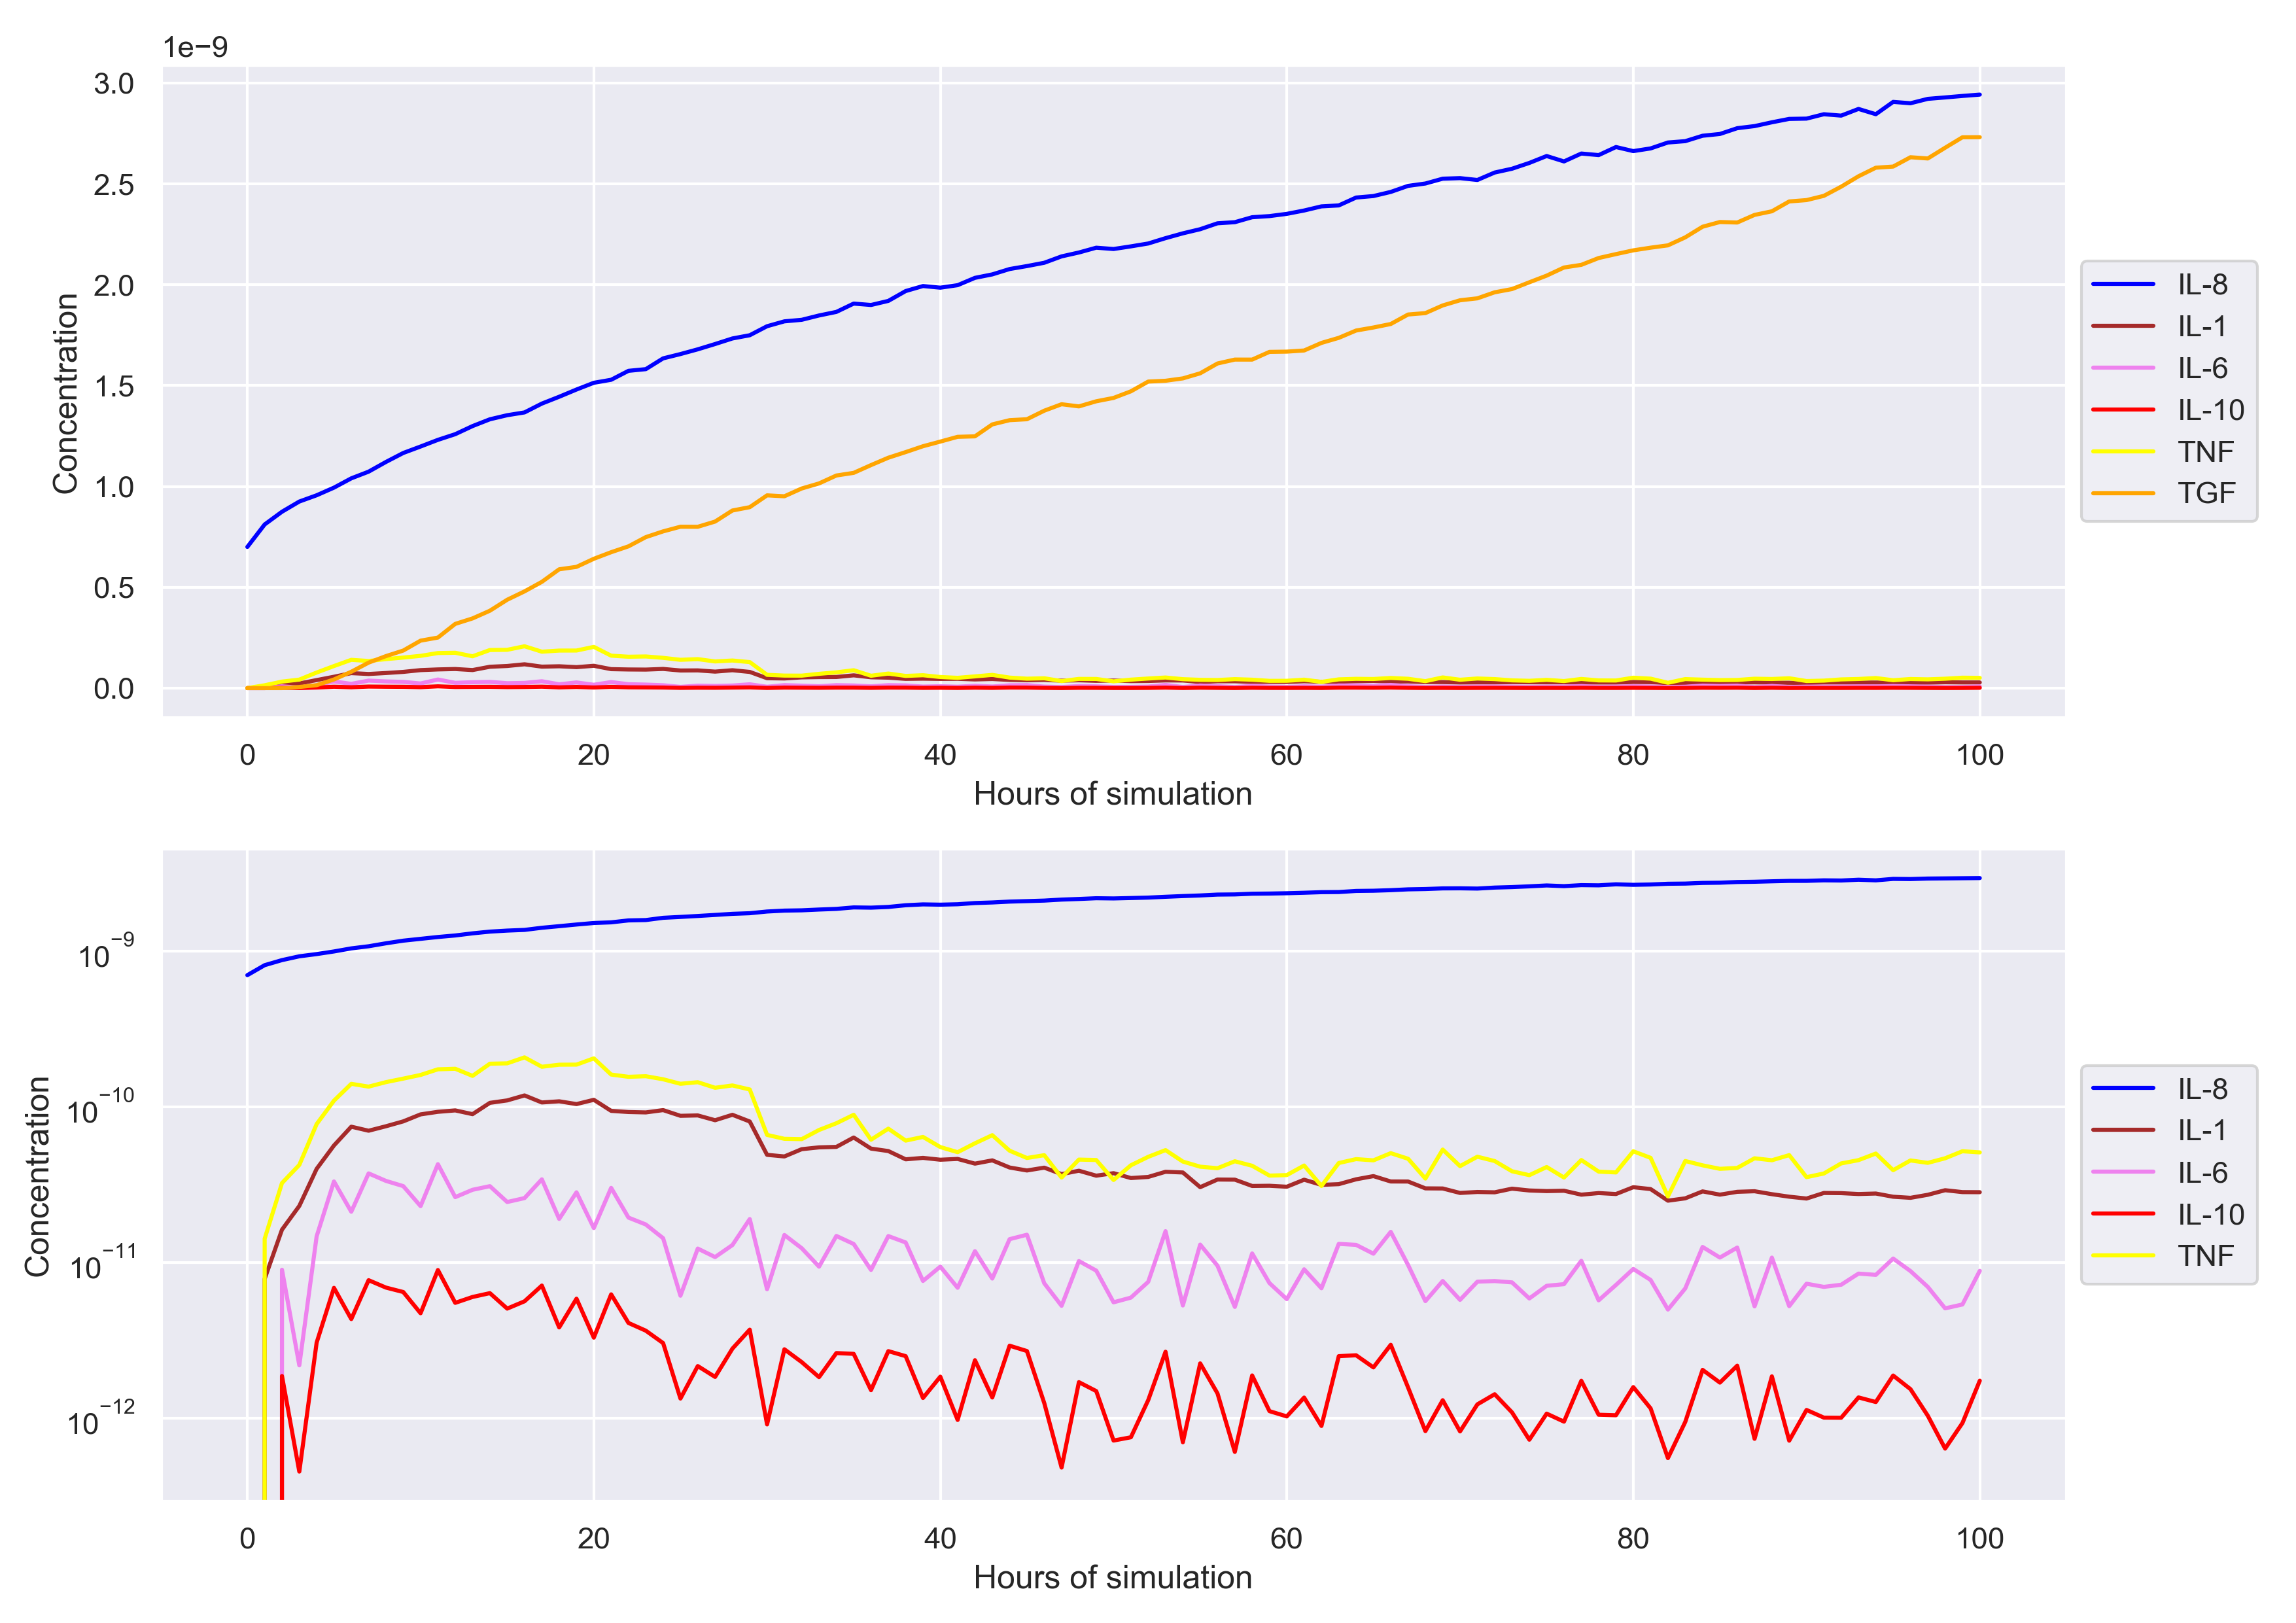 1e−9
3.0
2.5
2.0
1.5
1.0
0.5
0.0
Concentration
0 20 40 60 80 100
Hours of simulation
IL-8
IL-1
IL-6
IL-10
TNF
TGF
10⁻⁹
10⁻¹⁰
10⁻¹¹
10⁻¹²
Concentration
0 20 40 60 80 100
Hours of simulation
IL-8
IL-1
IL-6
IL-10
TNF